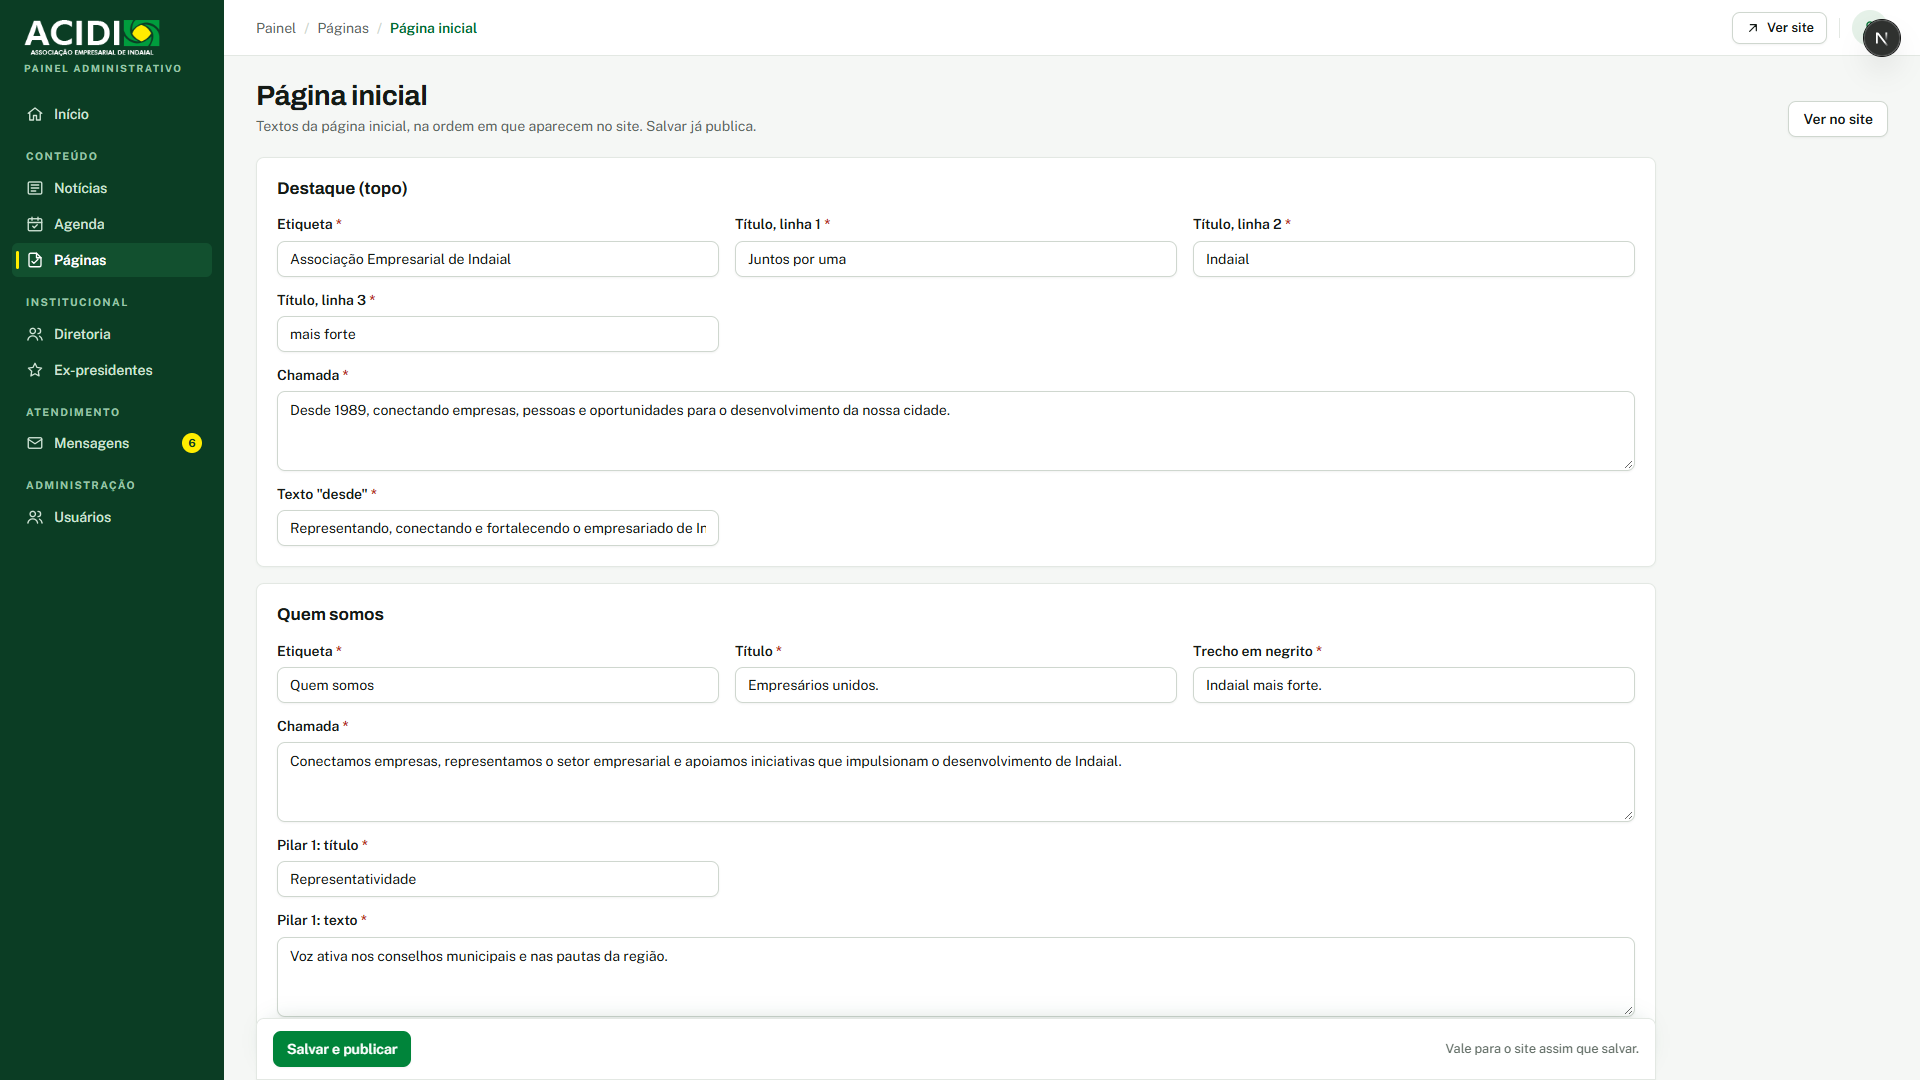 ACIDI
ASSOCIAÇÃO EMPRESARIAL DE INDAIAL
PAINEL ADMINISTRATIVO
Início
CONTEÚDO
Notícias
Agenda
Páginas
INSTITUCIONAL
Diretoria
Ex-presidentes
ATENDIMENTO
Mensagens 6
ADMINISTRAÇÃO
Usuários
Painel / Páginas / Página inicial
Ver site
N
Página inicial
Textos da página inicial, na ordem em que aparecem no site. Salvar já publica.
Ver no site
Destaque (topo)
Etiqueta * Título, linha 1 * Título, linha 2 *
Associação Empresarial de Indaial Juntos por uma Indaial
Título, linha 3 *
mais forte
Chamada *
Desde 1989, conectando empresas, pessoas e oportunidades para o desenvolvimento da nossa cidade.
Texto "desde" *
Representando, conectando e fortalecendo o empresariado de
Quem somos
Etiqueta * Título * Trecho em negrito *
Quem somos Empresários unidos. Indaial mais forte.
Chamada *
Conectamos empresas, representamos o setor empresarial e apoiamos iniciativas que impulsionam o desenvolvimento de Indaial.
Pilar 1: título *
Representatividade
Pilar 1: texto *
Voz ativa nos conselhos municipais e nas pautas da região.
Salvar e publicar
Vale para o site assim que salvar.